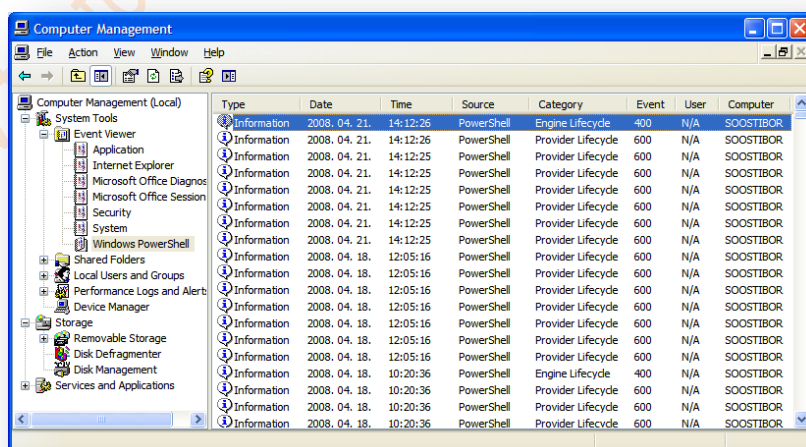 Computer Management
File Action View Window Help
Computer Management (Local)
System Tools
Event Viewer
Application
Internet Explorer
Microsoft Office Diagnos
Microsoft Office Session
Security
System
Windows PowerShell
Shared Folders
Local Users and Groups
Performance Logs and Alert
Device Manager
Storage
Removable Storage
Disk Defragmenter
Disk Management
Services and Applications
Type Date Time Source Category Event User Computer
Information 2008. 04. 21. 14:12:26 PowerShell Engine Lifecycle 400 N/A SOOSTIBOR
Information 2008. 04. 21. 14:12:26 PowerShell Provider Lifecycle 600 N/A SOOSTIBOR
Information 2008. 04. 21. 14:12:26 PowerShell Provider Lifecycle 600 N/A SOOSTIBOR
Information 2008. 04. 21. 14:12:25 PowerShell Provider Lifecycle 600 N/A SOOSTIBOR
Information 2008. 04. 21. 14:12:25 PowerShell Provider Lifecycle 600 N/A SOOSTIBOR
Information 2008. 04. 21. 14:12:25 PowerShell Provider Lifecycle 600 N/A SOOSTIBOR
Information 2008. 04. 21. 14:12:25 PowerShell Provider Lifecycle 600 N/A SOOSTIBOR
Information 2008. 04. 21. 14:12:25 PowerShell Provider Lifecycle 600 N/A SOOSTIBOR
Information 2008. 04. 18. 12:05:16 PowerShell Provider Lifecycle 600 N/A SOOSTIBOR
Information 2008. 04. 18. 12:05:16 PowerShell Provider Lifecycle 600 N/A SOOSTIBOR
Information 2008. 04. 18. 12:05:16 PowerShell Provider Lifecycle 600 N/A SOOSTIBOR
Information 2008. 04. 18. 12:05:16 PowerShell Provider Lifecycle 600 N/A SOOSTIBOR
Information 2008. 04. 18. 12:05:16 PowerShell Provider Lifecycle 600 N/A SOOSTIBOR
Information 2008. 04. 18. 12:05:16 PowerShell Provider Lifecycle 600 N/A SOOSTIBOR
Information 2008. 04. 18. 12:05:16 PowerShell Provider Lifecycle 600 N/A SOOSTIBOR
Information 2008. 04. 18. 10:20:36 PowerShell Engine Lifecycle 400 N/A SOOSTIBOR
Information 2008. 04. 18. 10:20:36 PowerShell Provider Lifecycle 600 N/A SOOSTIBOR
Information 2008. 04. 18. 10:20:36 PowerShell Provider Lifecycle 600 N/A SOOSTIBOR
Information 2008. 04. 18. 10:20:36 PowerShell Provider Lifecycle 600 N/A SOOSTIBOR